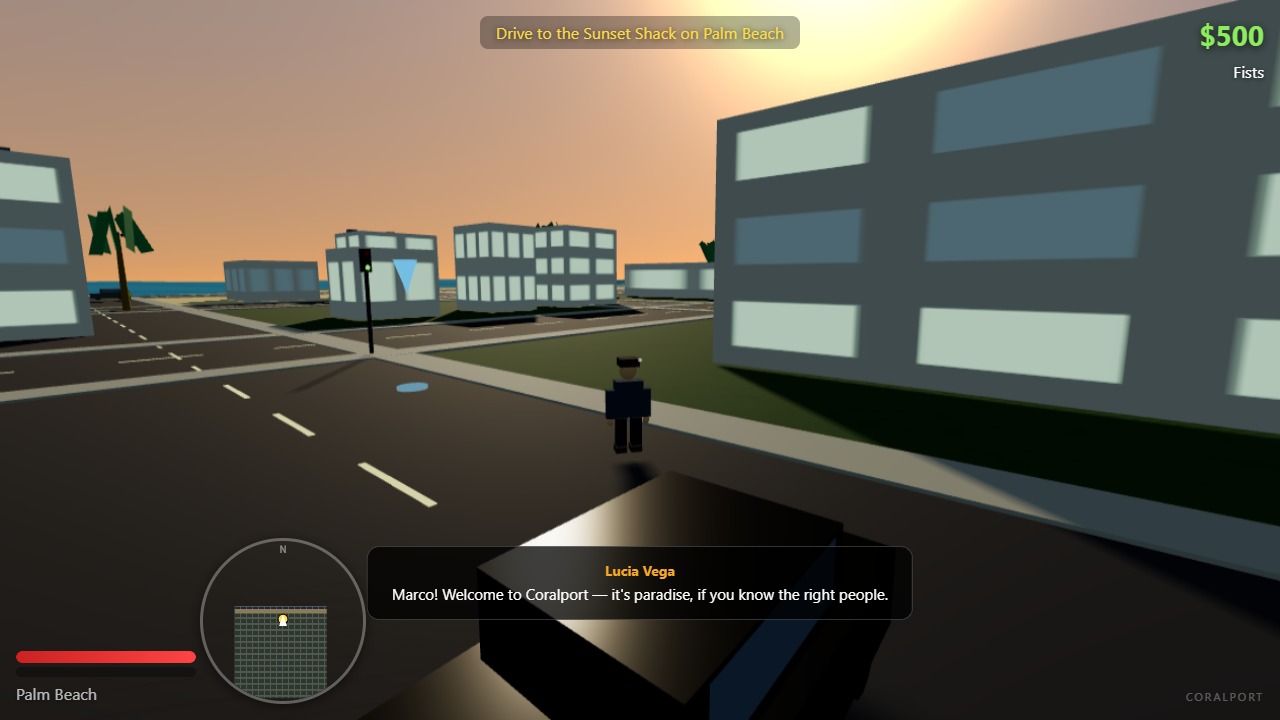 Drive to the Sunset Shack on Palm Beach
$500
Fists
N
Lucia Vega
Marco! Welcome to Coralport — it's paradise, if you know the right people.
Palm Beach
CORALPORT